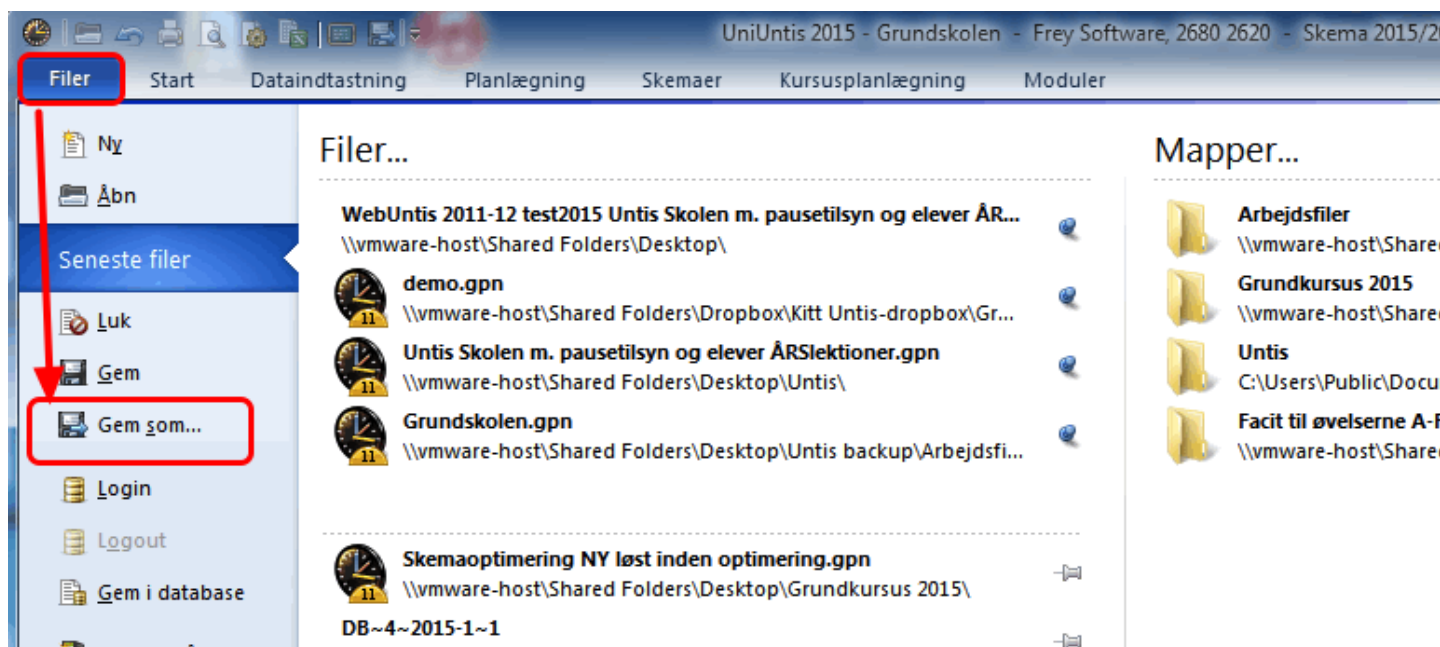 UniUntis 2015 - Grundskolen - Frey Software, 2680 2620 - Skema 2015/20
Filer Start Dataindtastning Planlægning Skemaer Kursusplanlægning Moduler
Ny
Åbn
Seneste filer
Luk
Gem
Gem som...
Login
Logout
Gem i database
Filer...
WebUntis 2011-12 test2015 Untis Skolen m. pausetilsyn og elever ÅR...
\\vmware-host\Shared Folders\Desktop\
demo.gpn
\\vmware-host\Shared Folders\Dropbox\Kitt Untis-dropbox\Gr...
Untis Skolen m. pausetilsyn og elever ÅRSlektioner.gpn
\\vmware-host\Shared Folders\Desktop\Untis\
Grundskolen.gpn
\\vmware-host\Shared Folders\Desktop\Untis backup\Arbejdsfi...
Skemaoptimering NY løst inden optimering.gpn
\\vmware-host\Shared Folders\Desktop\Grundkursus 2015\
DB~4~2015-1~1
Mapper...
Arbejdsfiler
\\vmware-host\Shared
Grundkursus 2015
\\vmware-host\Shared
Untis
C:\Users\Public\Docu
Facit til øvelserne A-F
\\vmware-host\Shared